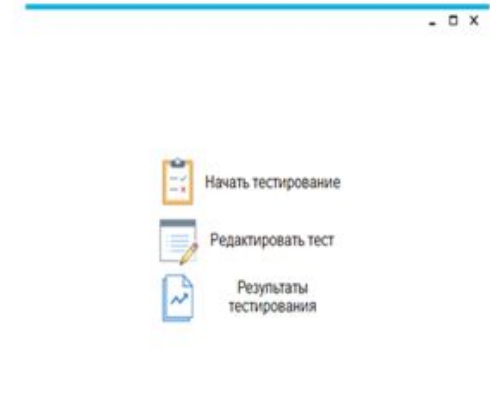 Начать тестирование
Редактировать тест
Результаты
тестирования